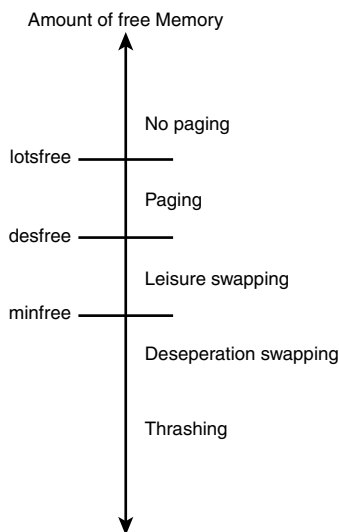 Amount of free Memory
No paging
lotsfree
Paging
desfree
Leisure swapping
minfree
Deseperation swapping
Thrashing